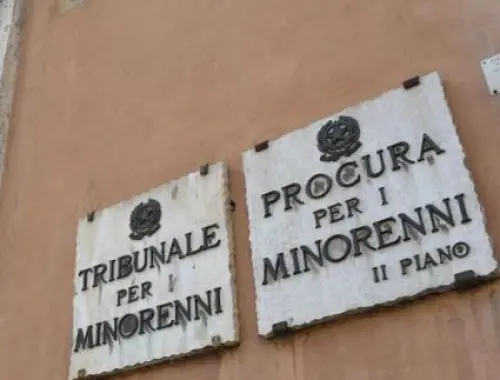 TRIBUNALE
PER
MINORENNI
PROCURA
PER I
MINORENNI
II PIANO